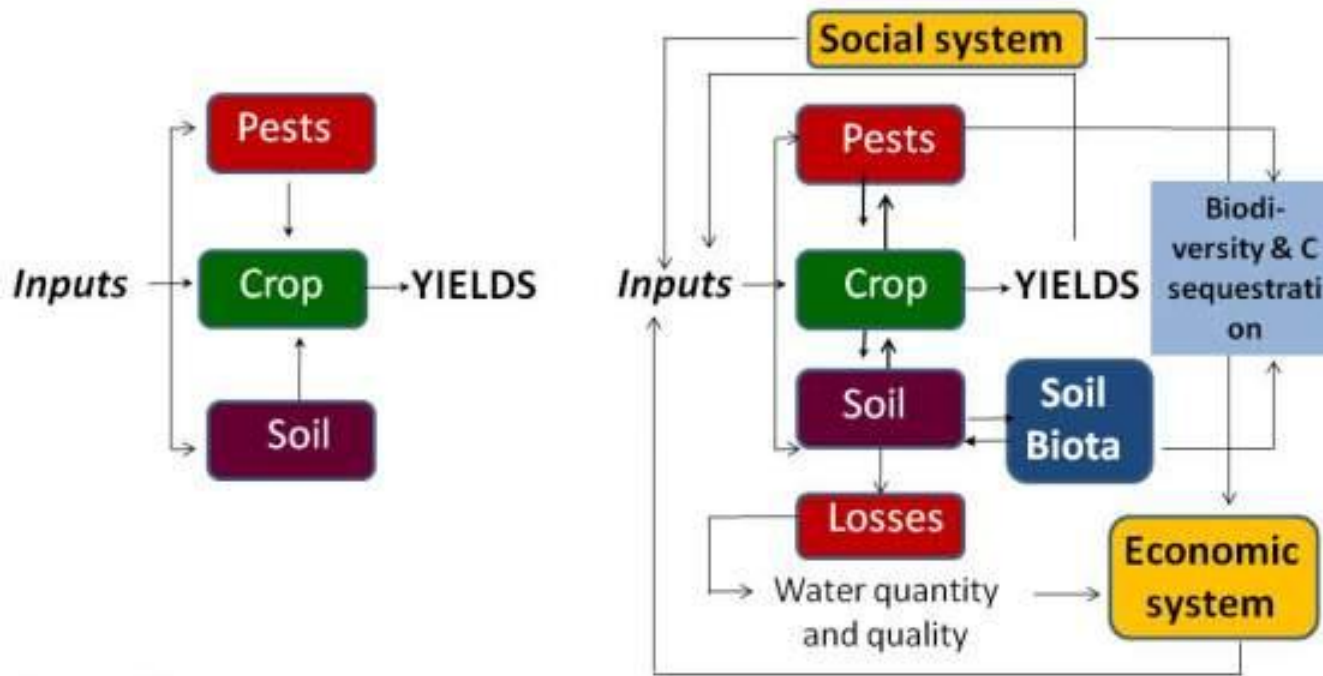 Pests
Inputs
Crop
YIELDS
Soil
Social system
Pests
Inputs
Crop
YIELDS
Biodi-
versity & C
sequestrati
on
Soil
Soil
Biota
Losses
Water quantity
and quality
Economic
system